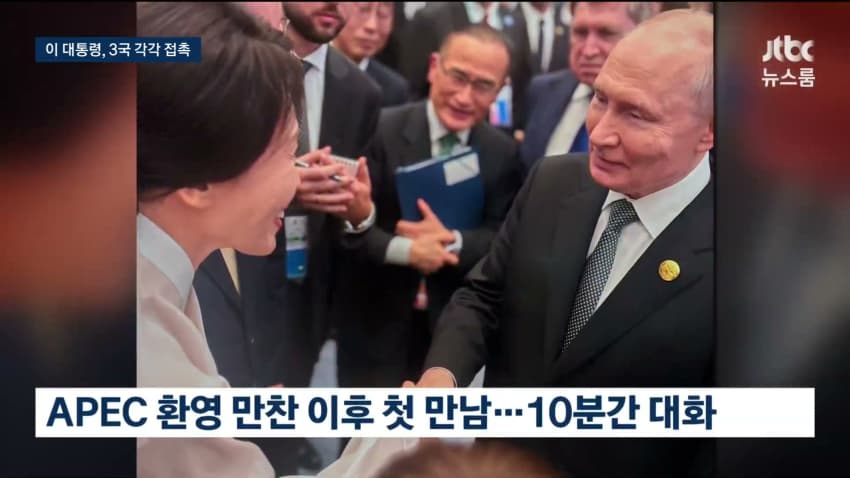 이 대통령, 3국 각각 접촉
jtbc
뉴스룸
APEC 환영 만찬 이후 첫 만남…10분간 대화